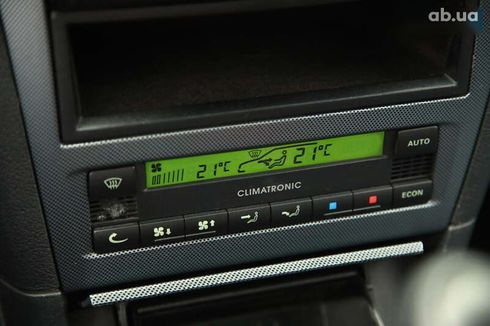 ab.ua
AUTO
21°C 21°C
CLIMATRONIC
ECON